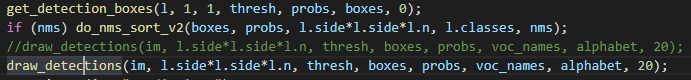 get_detection_boxes(l, 1, 1, thresh, probs, boxes, 0);
if (nms) do_nms_sort_v2(boxes, probs, l.side*l.side*l.n, l.classes, nms);
//draw_detections(im, l.side*l.side*l.n, thresh, boxes, probs, voc_names, alphabet, 20);
draw_detections(im, l.side*l.side*l.n, thresh, boxes, probs, voc_names, alphabet, 20);